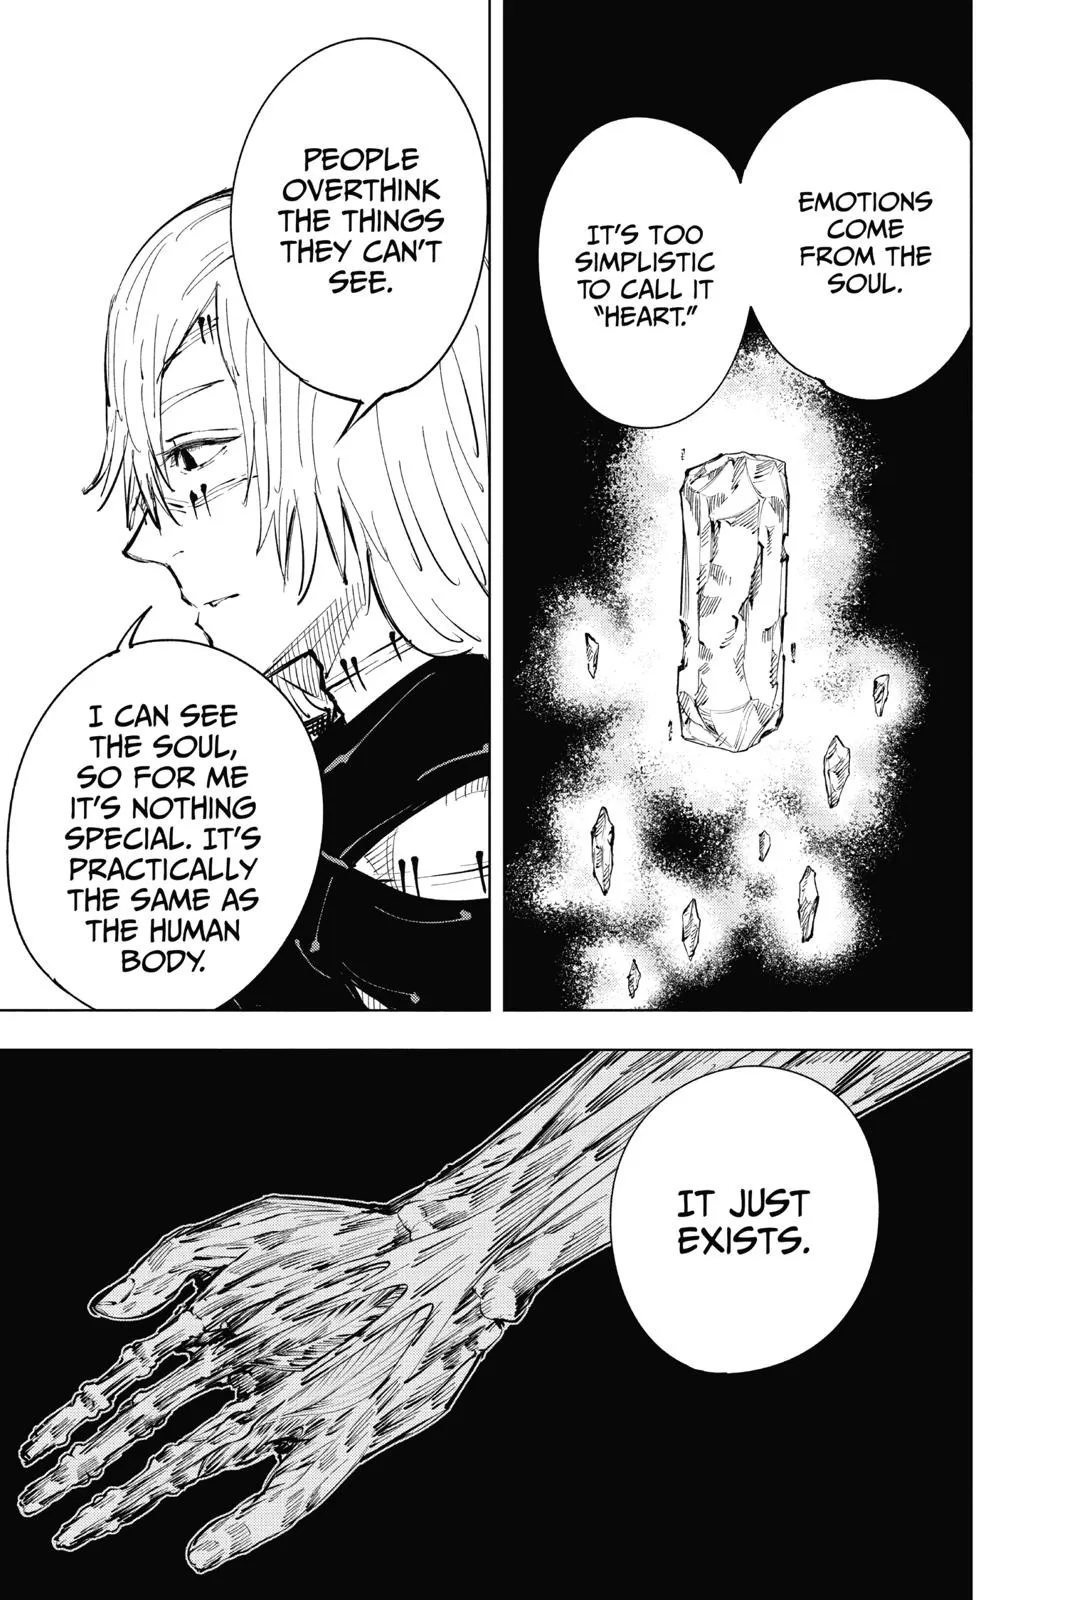 EMOTIONS
COME
FROM THE
SOUL.
IT'S TOO
SIMPLISTIC
TO CALL IT
"HEART."
PEOPLE
OVERTHINK
THE THINGS
THEY CAN'T
SEE.
I CAN SEE
THE SOUL,
SO FOR ME
IT'S NOTHING
SPECIAL. IT'S
PRACTICALLY
THE SAME AS
THE HUMAN
BODY.
IT JUST
EXISTS.